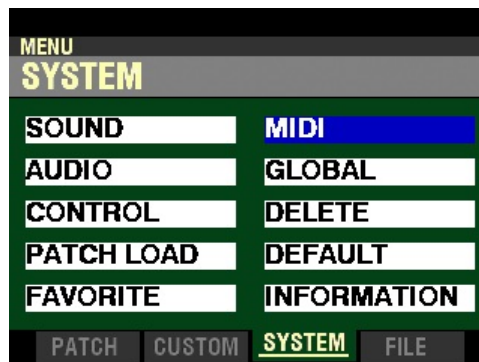 MENU
SYSTEM
SOUND
MIDI
AUDIO
GLOBAL
CONTROL
DELETE
PATCH LOAD
DEFAULT
FAVORITE
INFORMATION
PATCH CUSTOM SYSTEM FILE